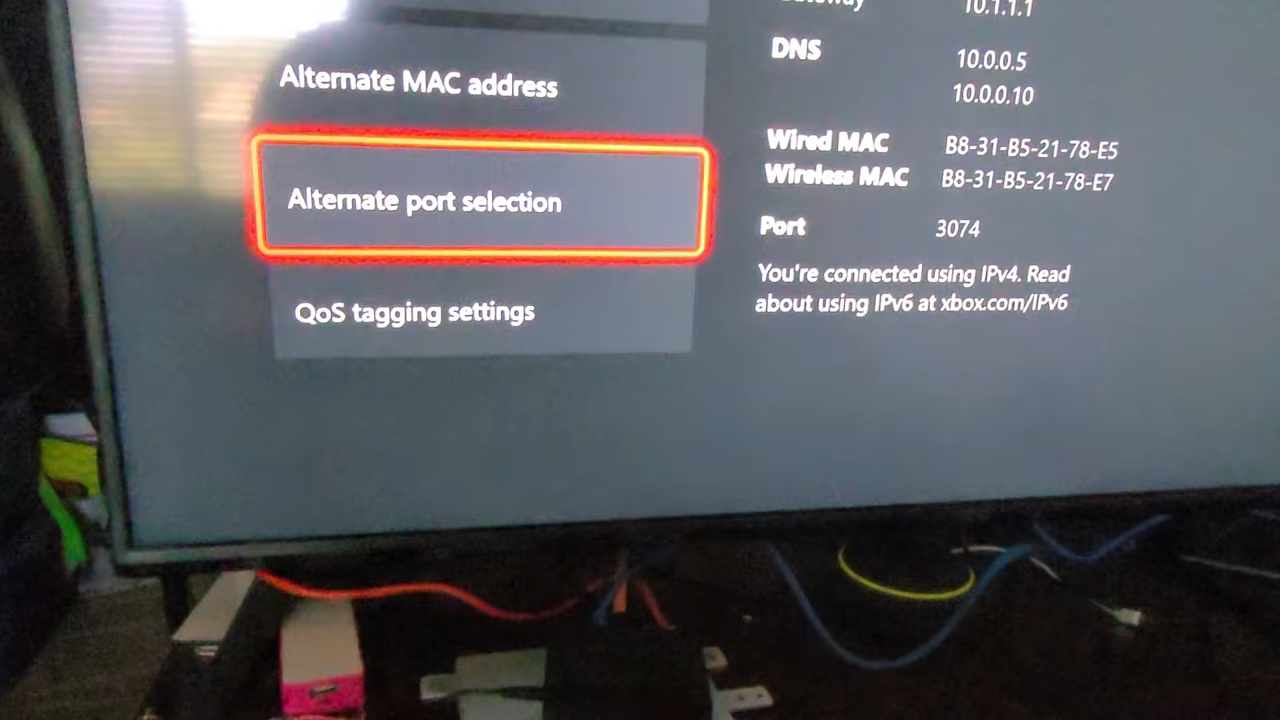 Alternate MAC address
Alternate port selection
QoS tagging settings
Gateway 10.1.1.1
DNS 10.0.0.5
10.0.0.10
Wired MAC B8-31-B5-21-78-E5
Wireless MAC B8-31-B5-21-78-E7
Port 3074
You're connected using IPv4. Read
about using IPv6 at xbox.com/IPv6